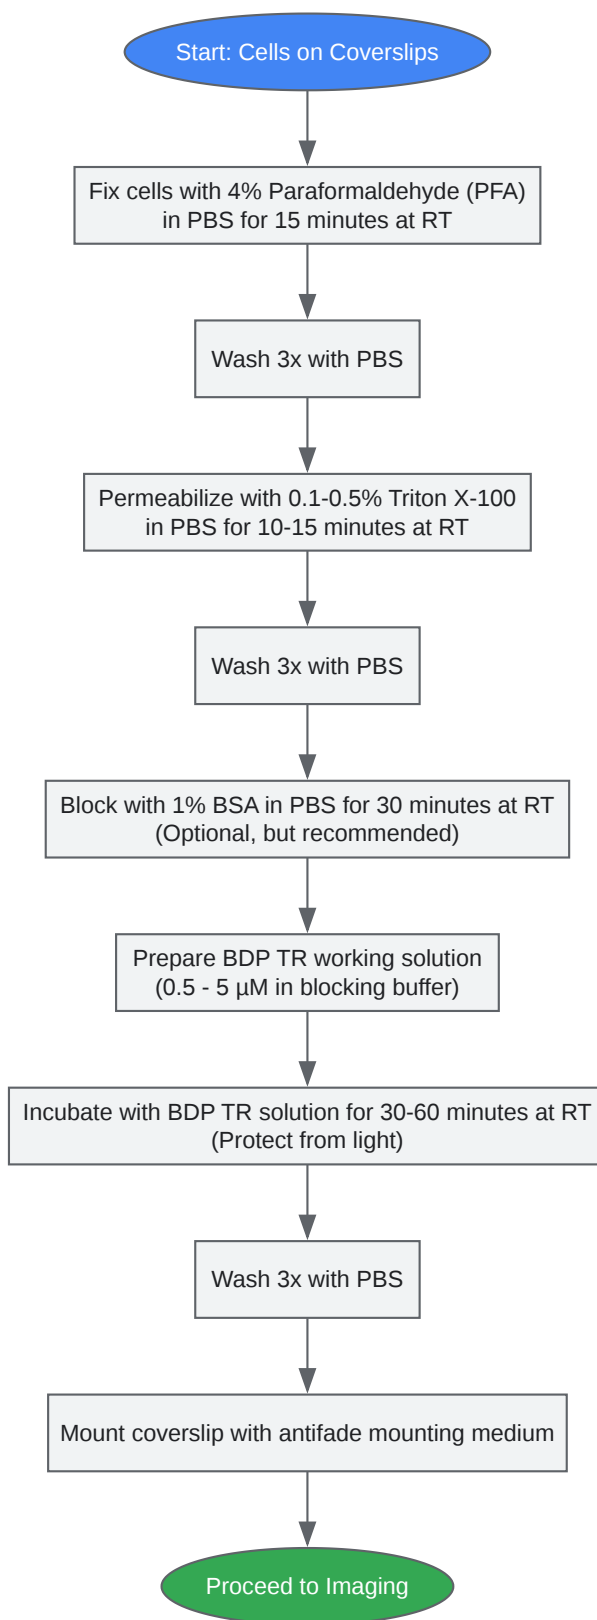 Start: Cells on Coverslips
Fix cells with 4% Paraformaldehyde (PFA)
in PBS for 15 minutes at RT
Wash 3x with PBS
Permeabilize with 0.1-0.5% Triton X-100
in PBS for 10-15 minutes at RT
Wash 3x with PBS
Block with 1% BSA in PBS for 30 minutes at RT
(Optional, but recommended)
Prepare BDP TR working solution
(0.5 - 5 µM in blocking buffer)
Incubate with BDP TR solution for 30-60 minutes at RT
(Protect from light)
Wash 3x with PBS
Mount coverslip with antifade mounting medium
Proceed to Imaging